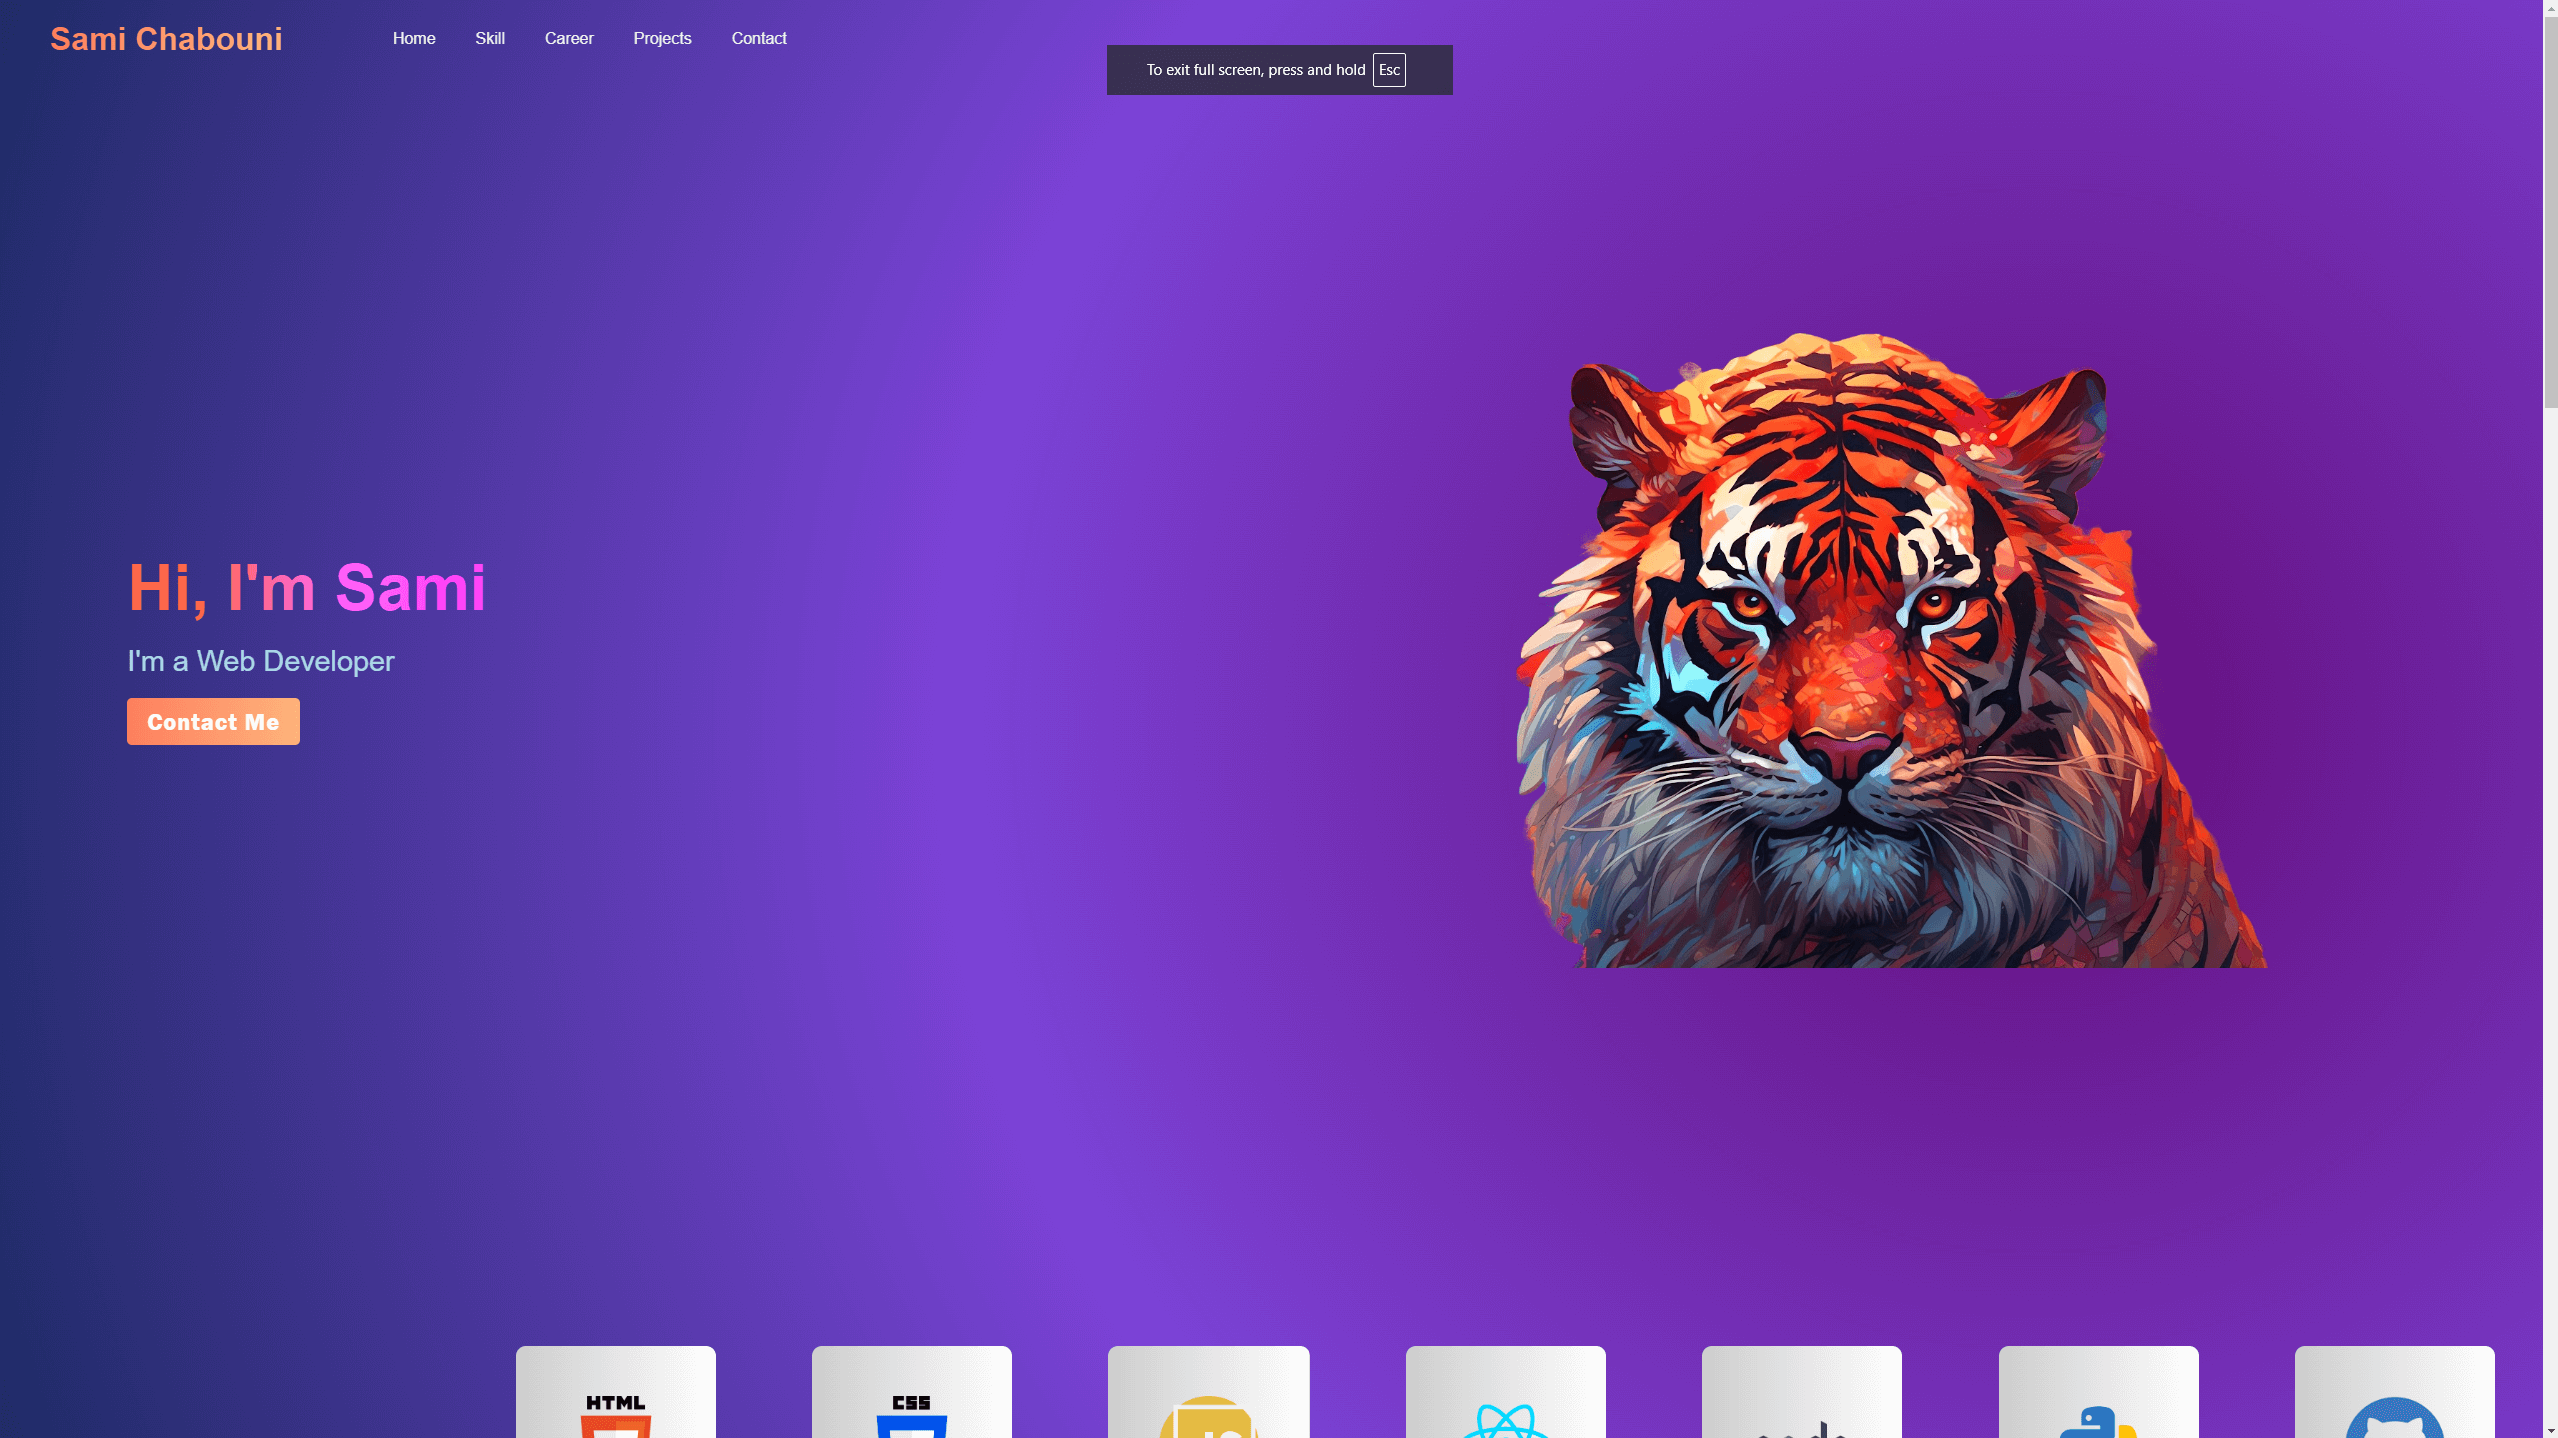 Sami Chabouni
Home Skill Career Projects Contact
To exit full screen, press and hold Esc
Hi, I'm Sami
I'm a Web Developer
Contact Me
HTML
CSS